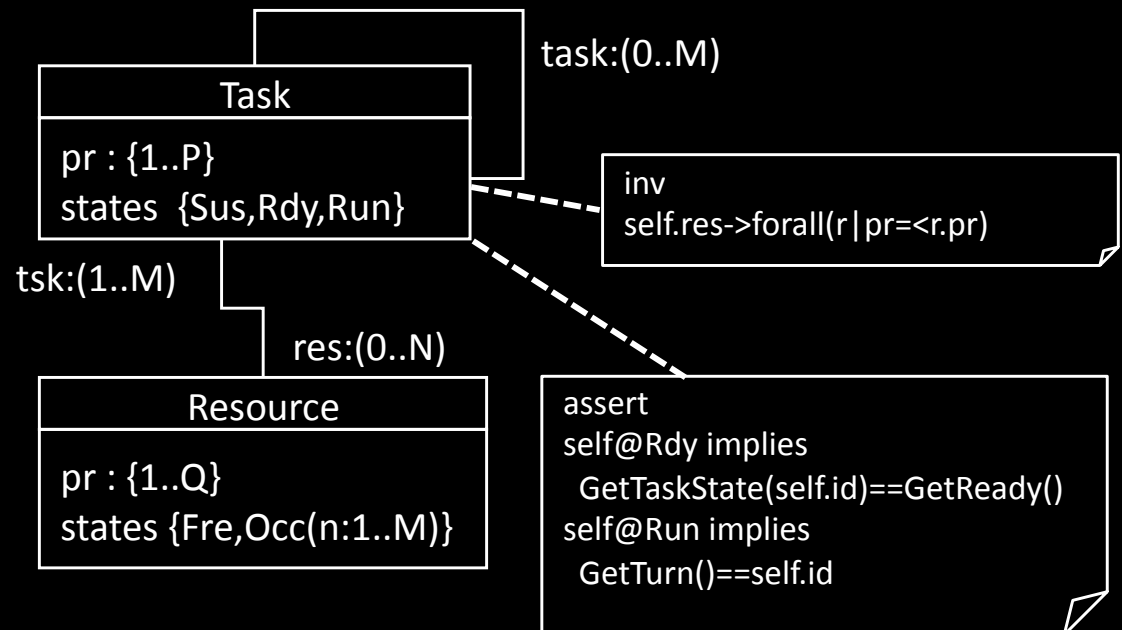 task:(0..M)
Task
pr : {1..P}
states {Sus,Rdy,Run}
inv
self.res->forall(r|pr=<r.pr)
tsk:(1..M)
res:(0..N)
Resource
pr : {1..Q}
states {Fre,Occ(n:1..M)}
assert
self@Rdy implies
GetTaskState(self.id)==GetReady()
self@Run implies
GetTurn()==self.id